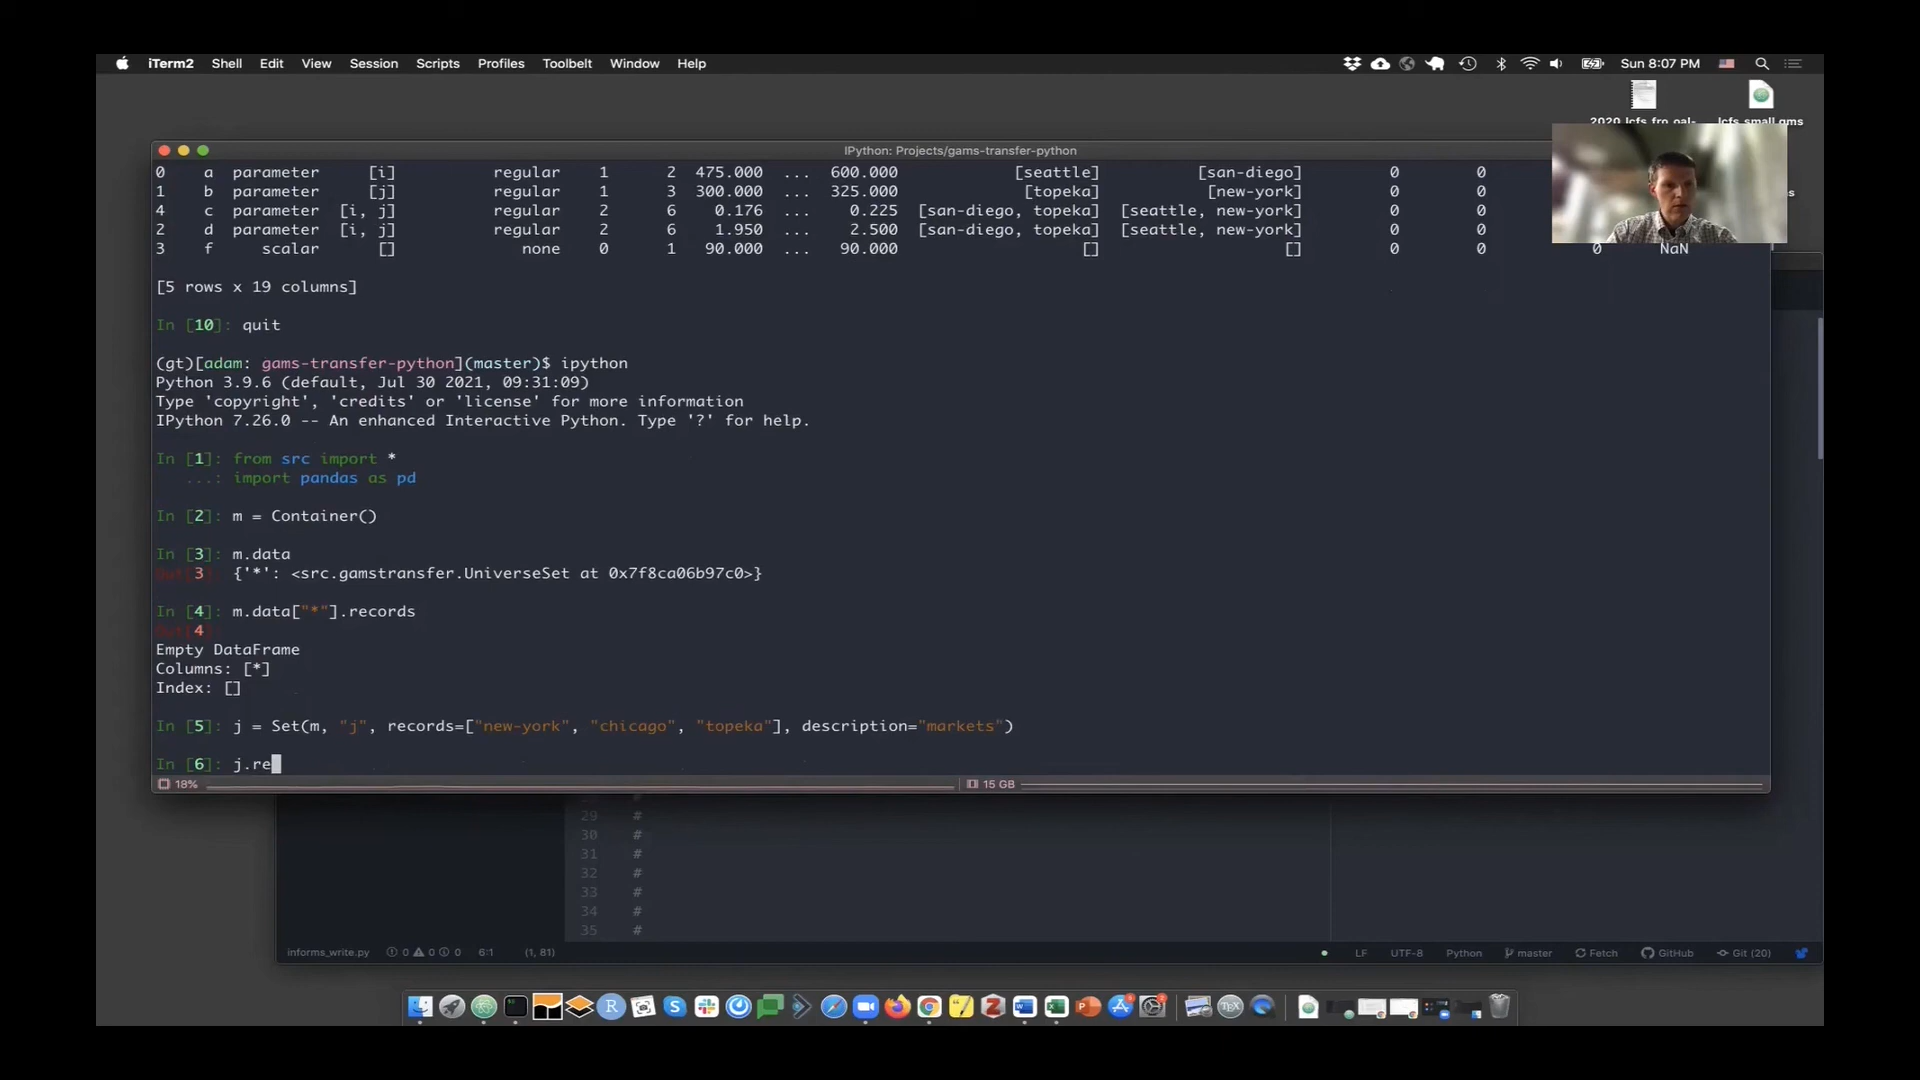 iTerm2 Shell Edit View Session Scripts Profiles Toolbelt Window Help Sun 8:07 PM
IPython: Projects/gams-transfer-python
0 a parameter [i] regular 1 2 475.000 ... 600.000 [seattle] [san-diego] 0 0
1 b parameter [j] regular 1 3 300.000 ... 325.000 [topeka] [new-york] 0 0
4 c parameter [i, j] regular 2 6 0.176 ... 0.225 [san-diego, topeka] [seattle, new-york] 0 0
2 d parameter [i, j] regular 2 6 1.950 ... 2.500 [san-diego, topeka] [seattle, new-york] 0 0
3 f scalar [] none 0 1 90.000 ... 90.000 [] [] 0 0 0 NaN
[5 rows x 19 columns]
In [10]: quit
(gt)[adam: gams-transfer-python](master)$ ipython
Python 3.9.6 (default, Jul 30 2021, 09:31:09)
Type 'copyright', 'credits' or 'license' for more information
IPython 7.26.0 -- An enhanced Interactive Python. Type '?' for help.
In [1]: from src import *
...: import pandas as pd
In [2]: m = Container()
In [3]: m.data
Out[3] {'*': <src.gamstransfer.UniverseSet at 0x7f8ca06b97c0>}
In [4]: m.data["*"].records
Out[4]
Empty DataFrame
Columns: [*]
Index: []
In [5]: j = Set(m, "j", records=["new-york", "chicago", "topeka"], description="markets")
In [6]: j.re
18% 15 GB
29 #
30 #
31 #
32 #
33 #
34 #
35 #
informs_write.py 0 0 0 6:1 (1, 81) LF UTF-8 Python master Fetch GitHub Git (20)